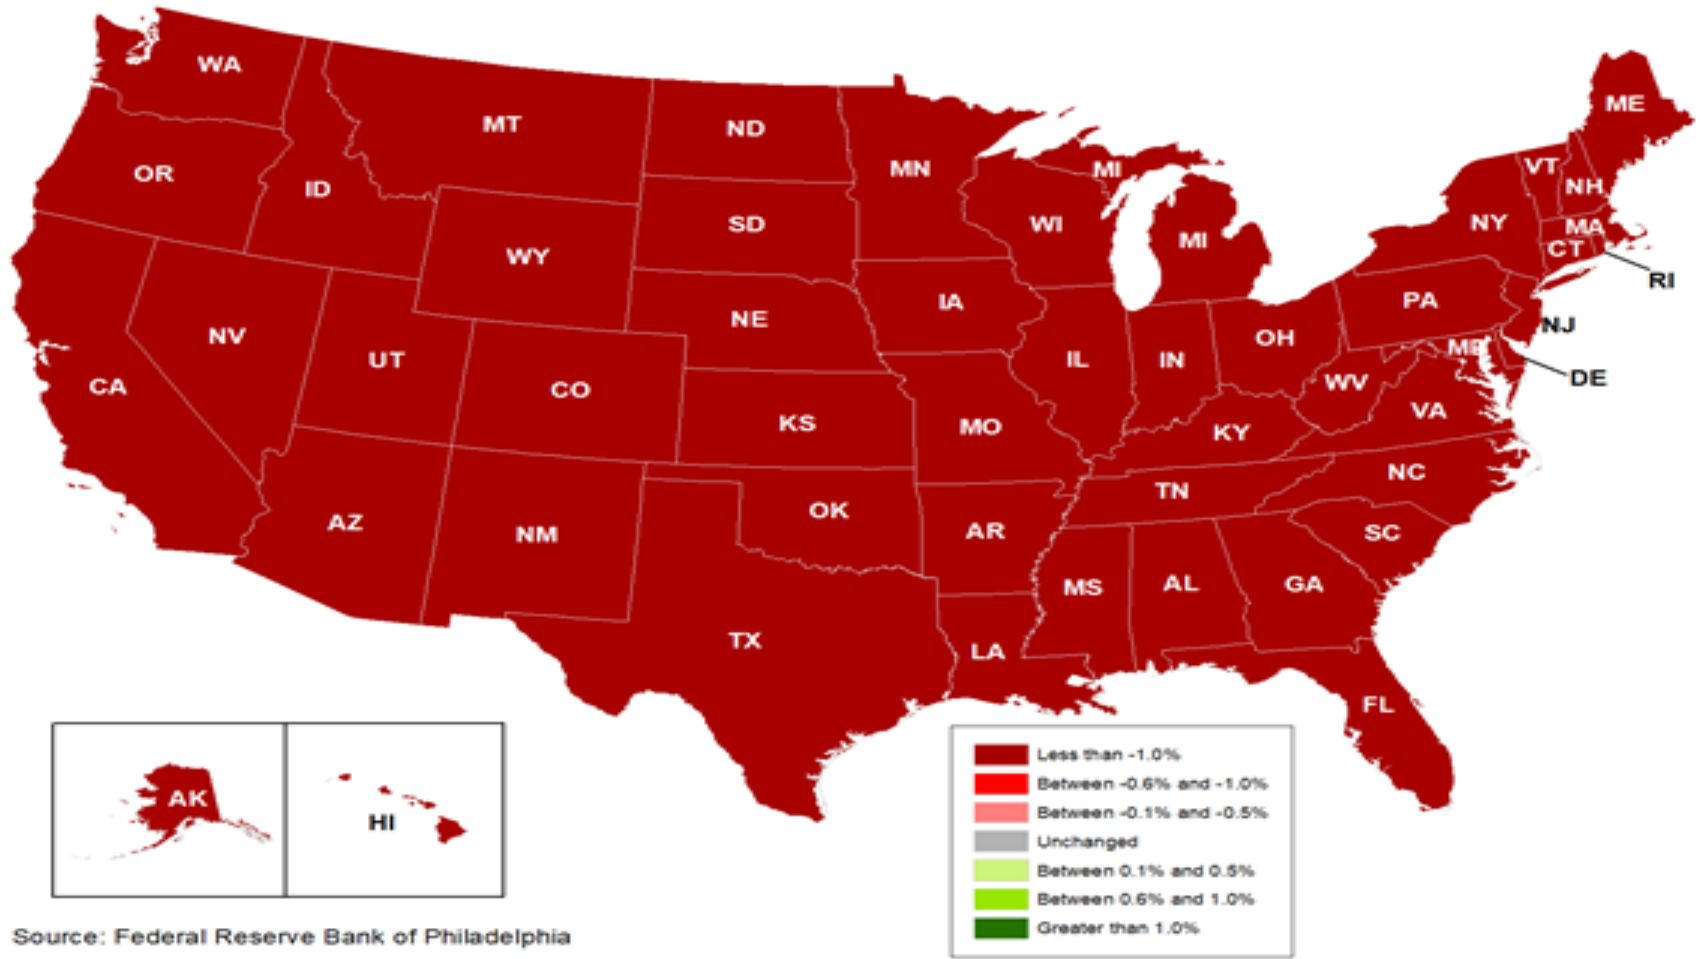 WA
MT
ND
MN
ME
OR
ID
SD
WI
MI
MI
VT
NH
NY
MA
CT
RI
WY
NE
IA
PA
NJ
NV
UT
CO
IL
IN
OH
MD
DE
CA
KS
MO
WV
VA
KY
NC
AZ
NM
OK
AR
TN
SC
MS
AL
GA
TX
LA
FL
AK
HI
Less than -1.0%
Between -0.6% and -1.0%
Between -0.1% and -0.5%
Unchanged
Between 0.1% and 0.5%
Between 0.6% and 1.0%
Greater than 1.0%
Source: Federal Reserve Bank of Philadelphia